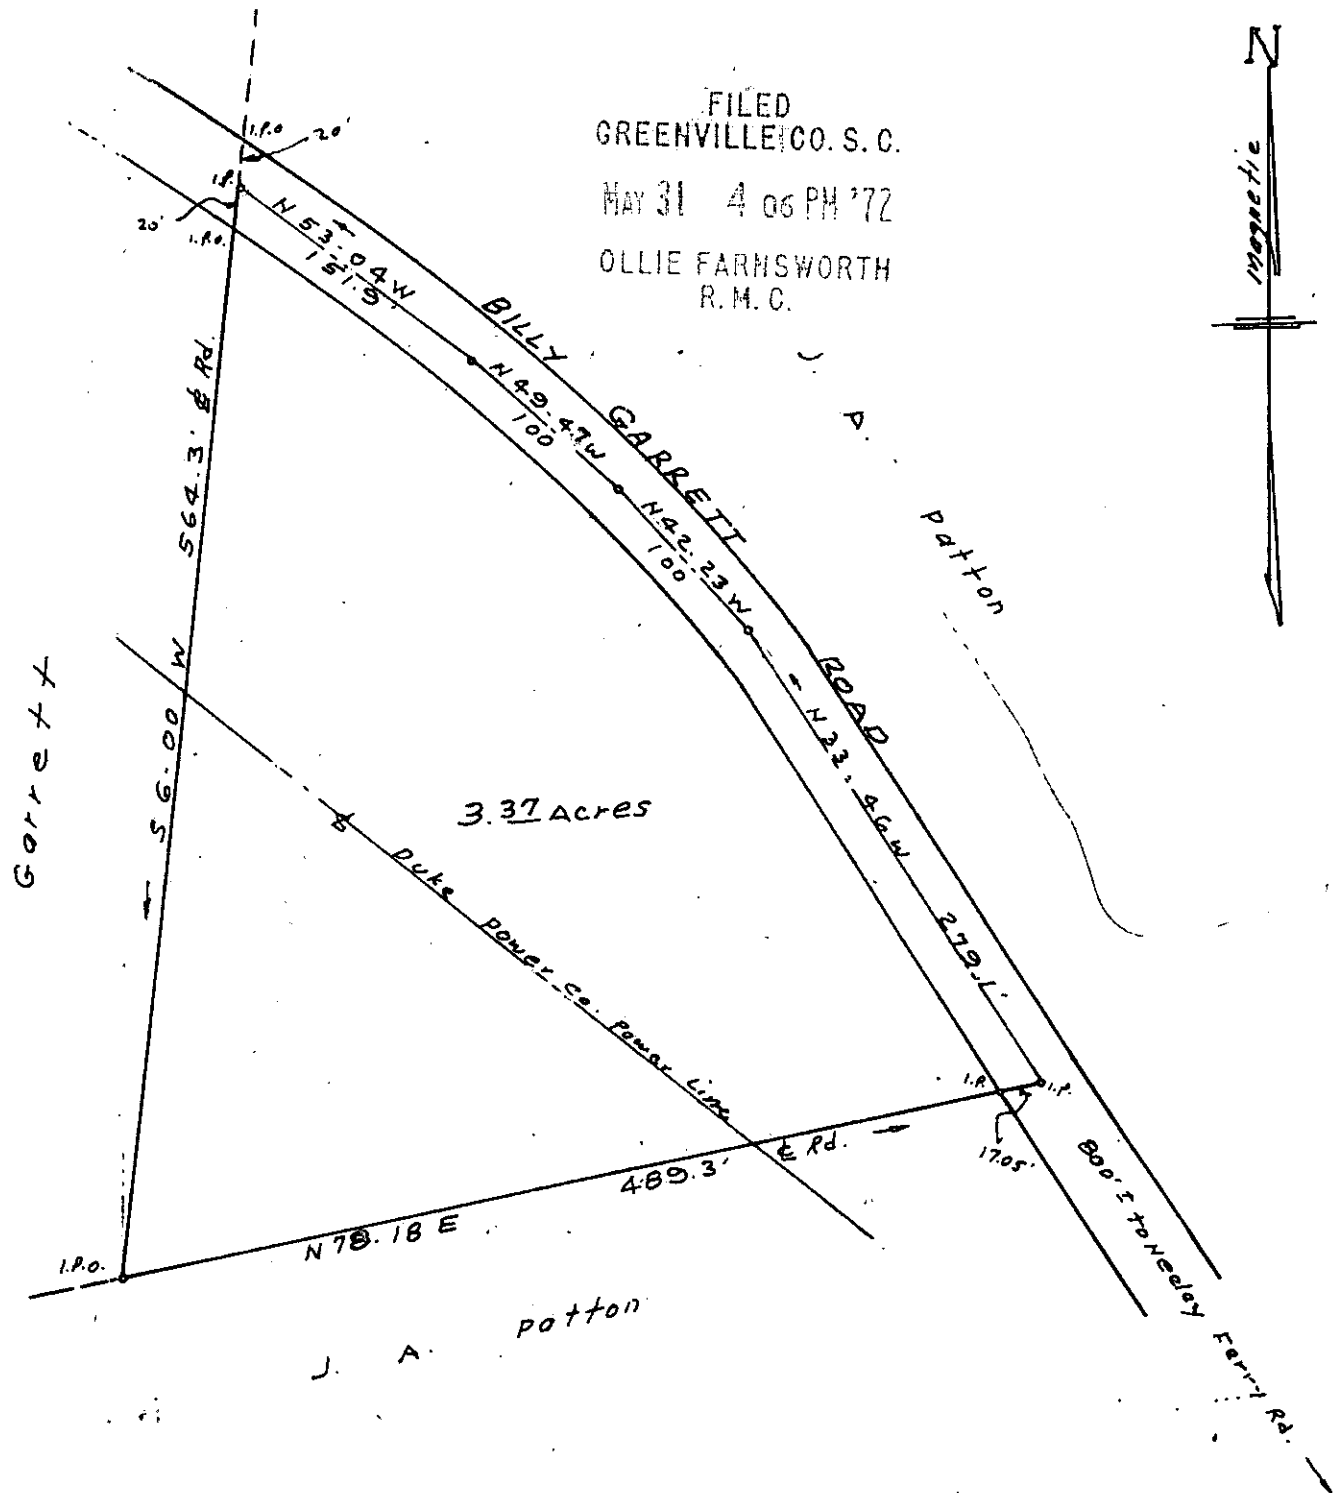 FILED
GREENVILLE CO. S. C.
MAY 31 4 06 PM '72
OLLIE FARNSWORTH
R. M. C.
N
Magnetic
I.P.O
20'
I.P.
20'
I.P.O.
N 53-04 W
151.9'
N 49-47 W
100
N 42-23 W
100
N 33-46 W 279.1'
BILLY GARRETT ROAD
J. A. Patton
Garrett
S 6-00 W 564.3' ₵ Rd.
3.37 Acres
Duke Power Co. Power Line
I.P.
I.P.
17.05'
N 78-18 E 489.3' ₵ Rd.
I.P.O.
J. A. Patton
800' ± to Neeley Ferry Rd.